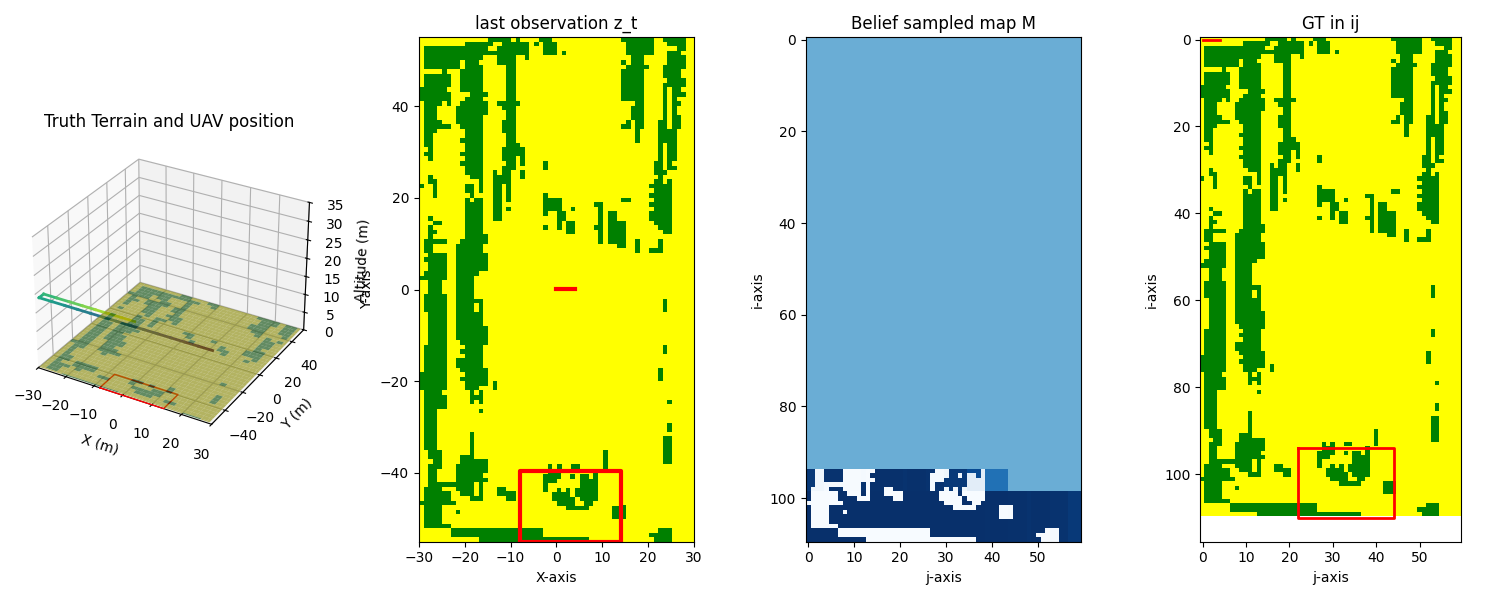 Truth Terrain and UAV position
35
30
25
20
15
10
5
0
Altitude (m)
−30
−20
−10
0
10
20
30
X (m)
−40
−20
0
20
40
Y (m)
last observation z_t
40
20
0
−20
−40
Y-axis
−30 −20 −10 0 10 20 30
X-axis
Belief sampled map M
0
20
40
60
80
100
i-axis
0 10 20 30 40 50
j-axis
GT in ij
0
20
40
60
80
100
i-axis
0 10 20 30 40 50
j-axis